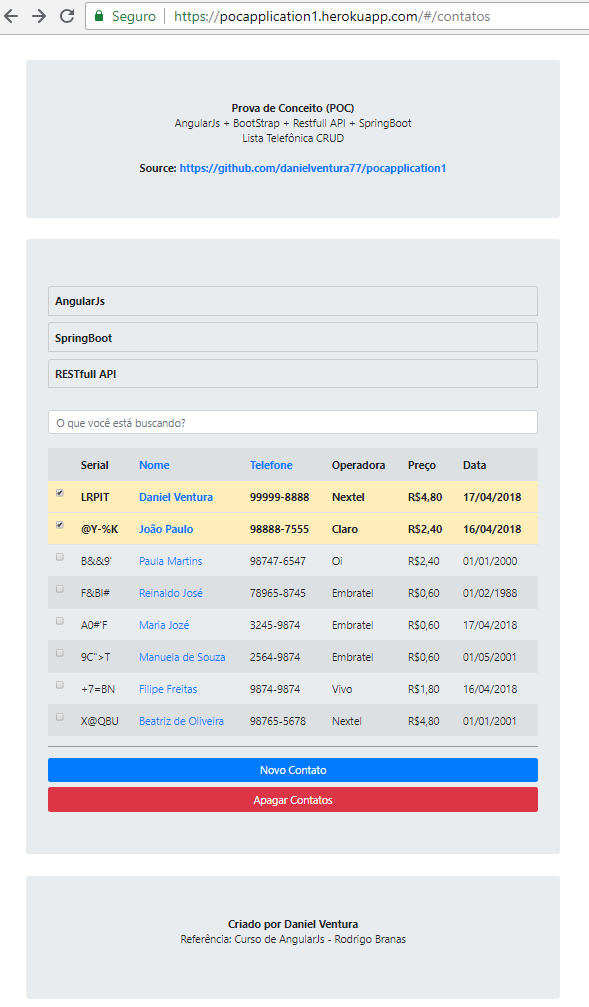 Seguro https://pocapplication1.herokuapp.com/#/contatos
Prova de Conceito (POC)
AngularJs + BootStrap + Restfull API + SpringBoot
Lista Telefônica CRUD
Source: https://github.com/danielventura77/pocapplication1
AngularJs
SpringBoot
RESTfull API
O que você está buscando?
Serial Nome Telefone Operadora Preço Data
LRPIT Daniel Ventura 99999-8888 Nextel R$4,80 17/04/2018
@Y-%K João Paulo 98888-7555 Claro R$2,40 16/04/2018
B&&9' Paula Martins 98747-6547 Oi R$2,40 01/01/2000
F&BI# Reinaldo José 78965-8745 Embratel R$0,60 01/02/1988
A0#'F Maria Jozé 3245-9874 Embratel R$0,60 17/04/2018
9C">T Manuela de Souza 2564-9874 Embratel R$0,60 01/05/2001
+7=BN Filipe Freitas 9874-9874 Vivo R$1,80 16/04/2018
X@QBU Beatriz de Oliveira 98765-5678 Nextel R$4,80 01/01/2001
Novo Contato
Apagar Contatos
Criado por Daniel Ventura
Referência: Curso de AngularJs - Rodrigo Branas